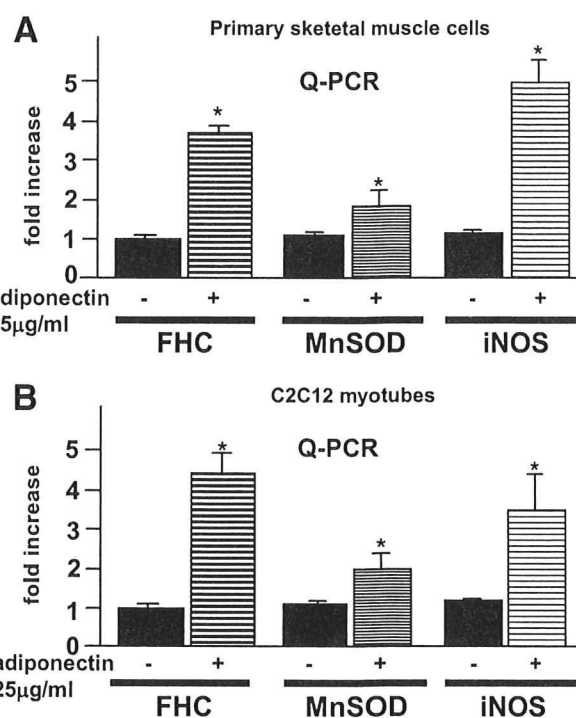 A
Primary sketetal muscle cells
Q-PCR
fold increase
5
4
3
2
1
0
* * *
diponectin - + - + - +
5μg/ml
FHC MnSOD iNOS
B
C2C12 myotubes
Q-PCR
fold increase
5
4
3
2
1
0
* * *
adiponectin - + - + - +
25μg/ml
FHC MnSOD iNOS